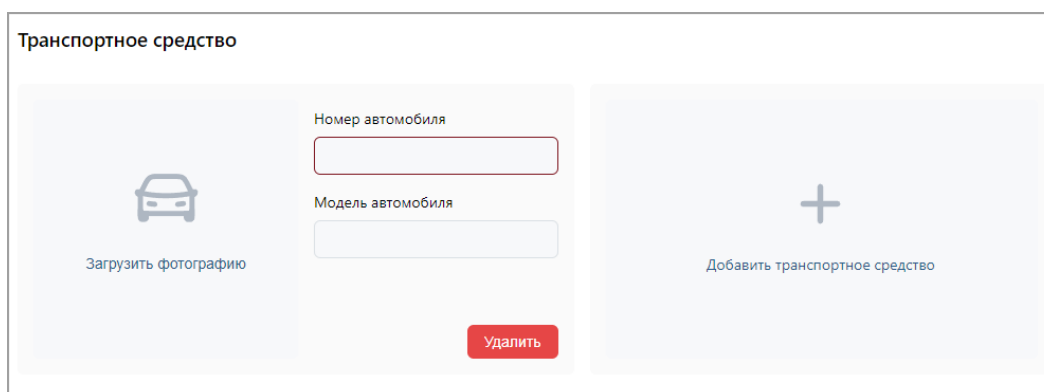 Транспортное средство
Номер автомобиля
Модель автомобиля
Загрузить фотографию
Удалить
Добавить транспортное средство